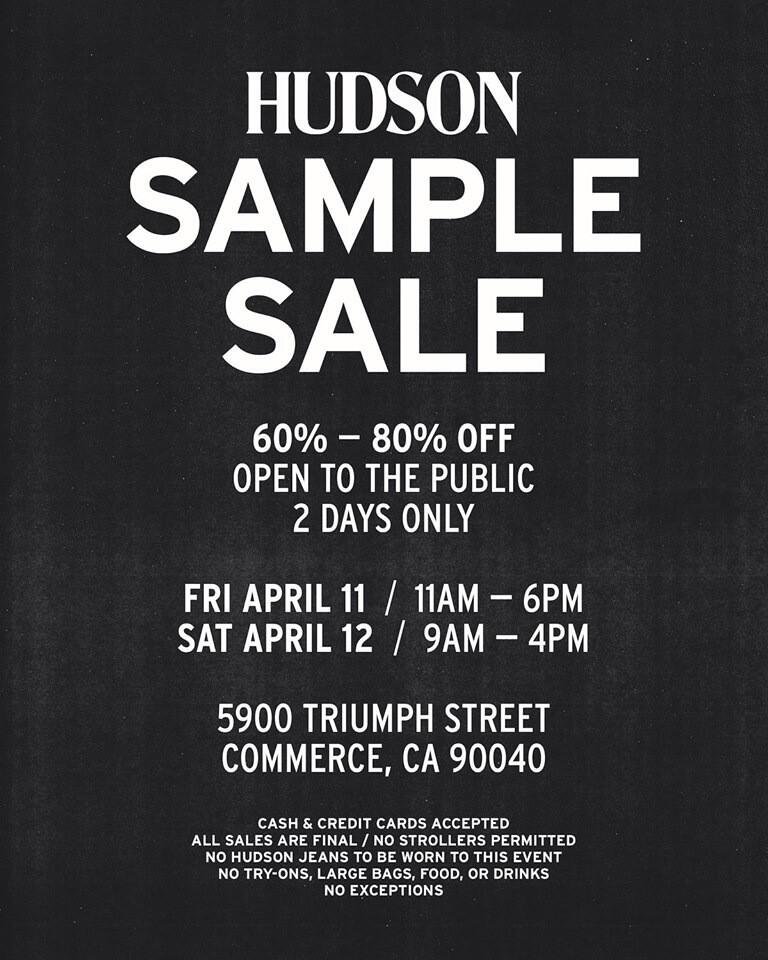 HUDSON
SAMPLE
SALE
60% – 80% OFF
OPEN TO THE PUBLIC
2 DAYS ONLY
FRI APRIL 11 / 11AM – 6PM
SAT APRIL 12 / 9AM – 4PM
5900 TRIUMPH STREET
COMMERCE, CA 90040
CASH & CREDIT CARDS ACCEPTED
ALL SALES ARE FINAL / NO STROLLERS PERMITTED
NO HUDSON JEANS TO BE WORN TO THIS EVENT
NO TRY-ONS, LARGE BAGS, FOOD, OR DRINKS
NO EXCEPTIONS